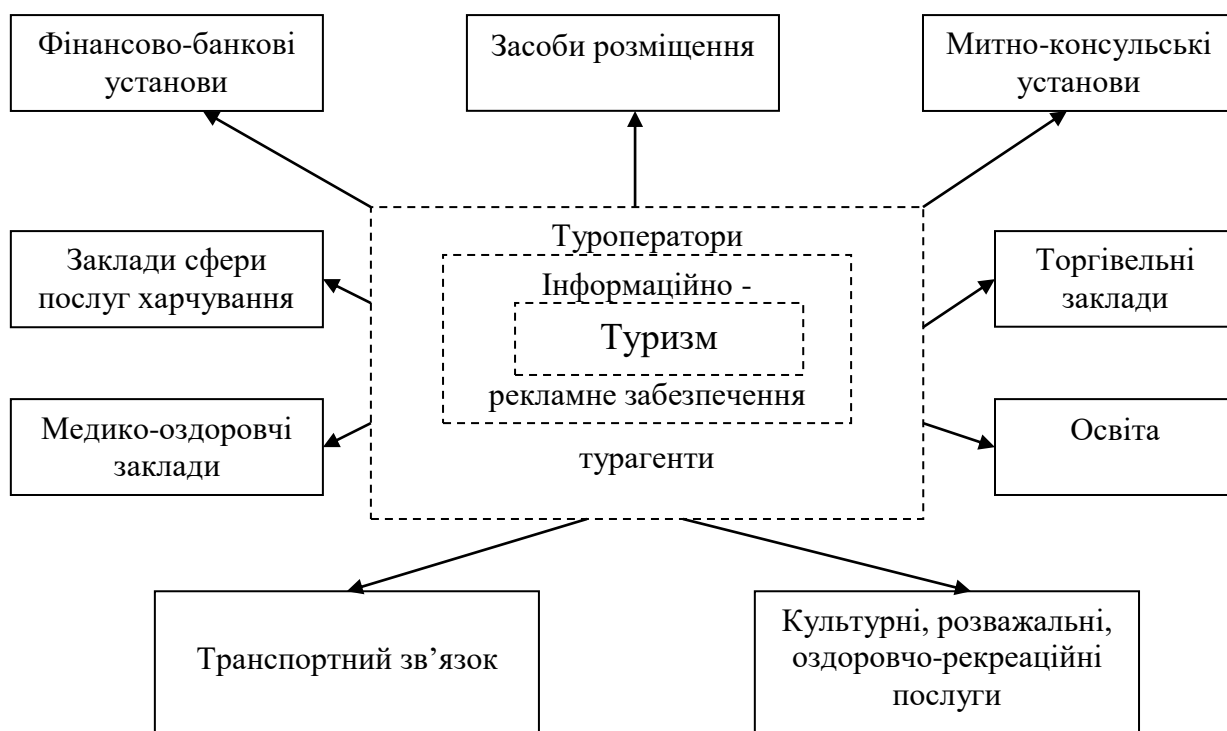 Фінансово-банкові
установи
Засоби розміщення
Митно-консульські
установи
Туроператори
Заклади сфери
послуг харчування
Інформаційно -
Туризм
рекламне забезпечення
турагенти
Торгівельні
заклади
Медико-оздоровчі
заклади
Освіта
Транспортний зв’язок
Культурні, розважальні,
оздоровчо-рекреаційні
послуги